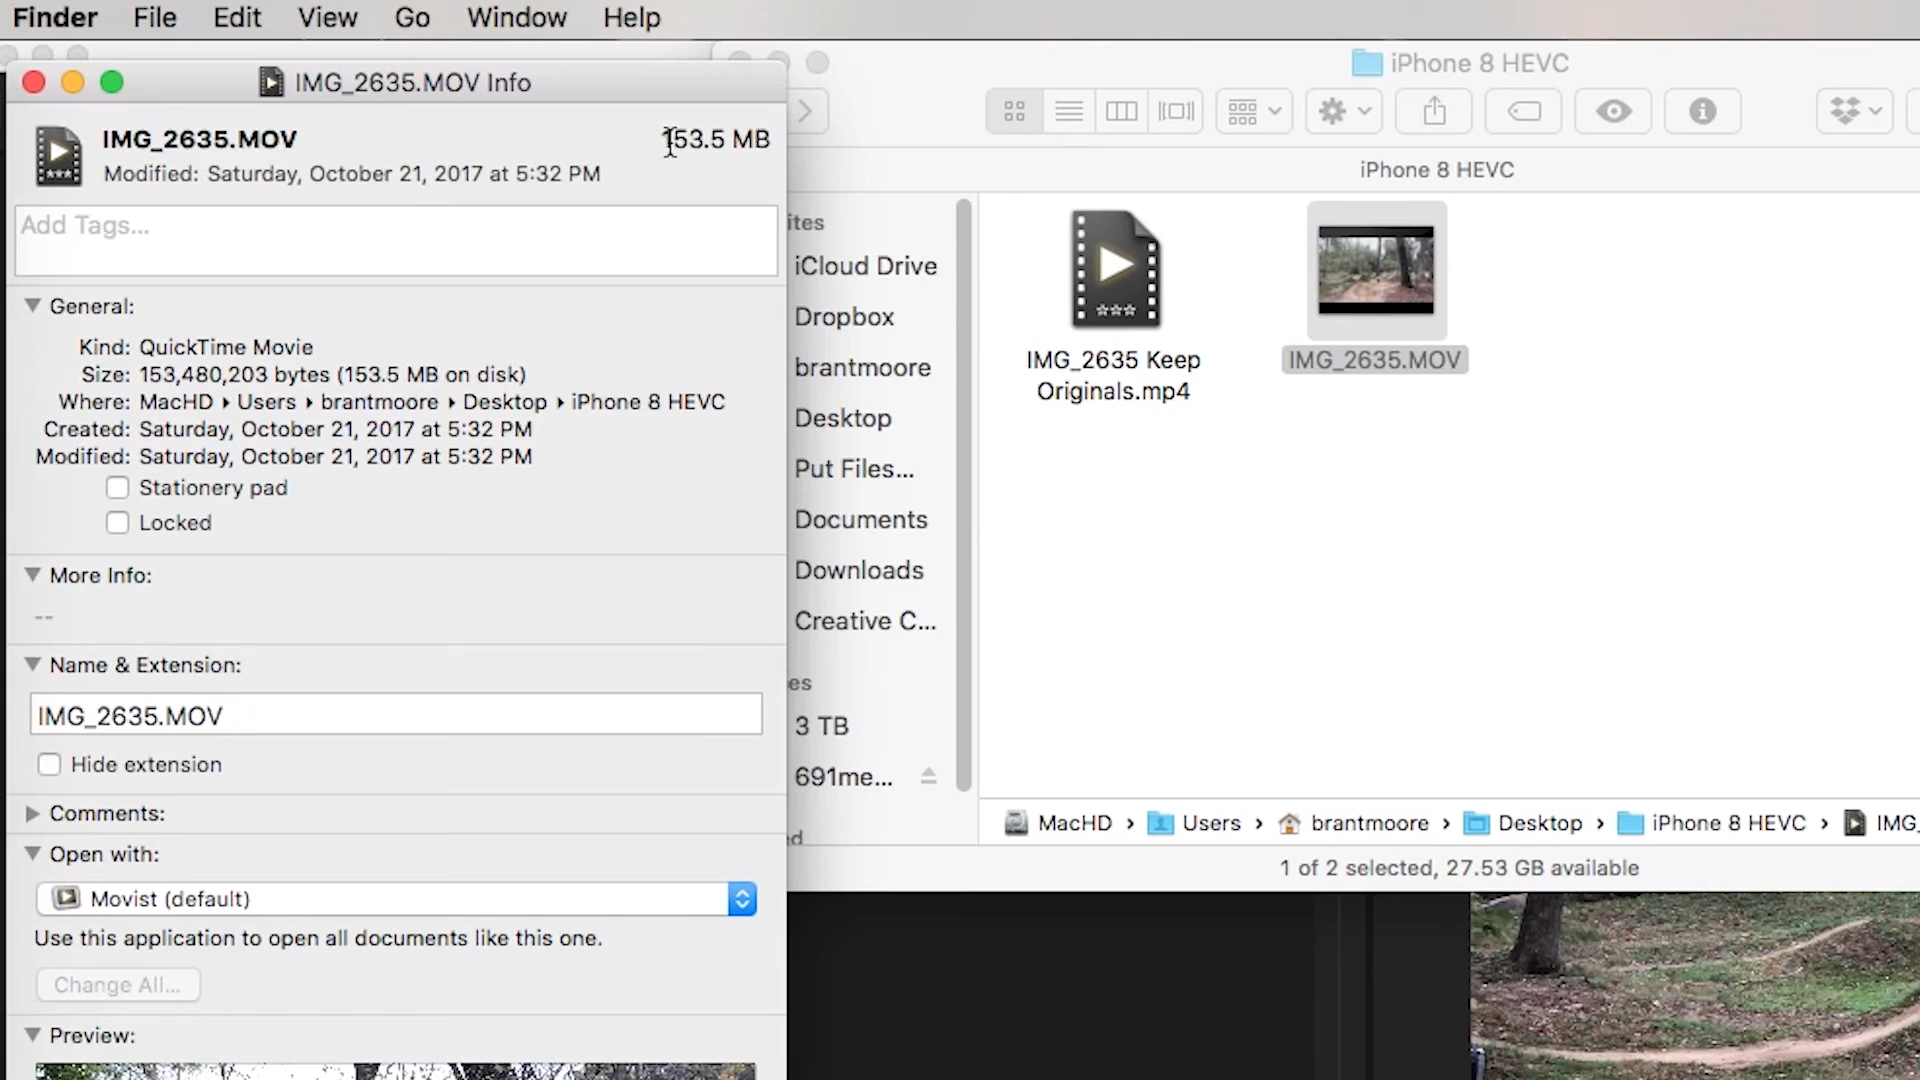 Finder File Edit View Go Window Help
IMG_2635.MOV Info
IMG_2635.MOV
153.5 MB
Modified: Saturday, October 21, 2017 at 5:32 PM
Add Tags...
General:
Kind: QuickTime Movie
Size: 153,480,203 bytes (153.5 MB on disk)
Where: MacHD ▸ Users ▸ brantmoore ▸ Desktop ▸ iPhone 8 HEVC
Created: Saturday, October 21, 2017 at 5:32 PM
Modified: Saturday, October 21, 2017 at 5:32 PM
Stationery pad
Locked
More Info:
--
Name & Extension:
IMG_2635.MOV
Hide extension
Comments:
Open with:
Movist (default)
Use this application to open all documents like this one.
Change All...
Preview:
iPhone 8 HEVC
iPhone 8 HEVC
ites
iCloud Drive
Dropbox
brantmoore
Desktop
Put Files...
Documents
Downloads
Creative C...
es
3 TB
691me...
ed
IMG_2635 Keep
Originals.mp4
IMG_2635.MOV
MacHD › Users › brantmoore › Desktop › iPhone 8 HEVC › IMG_
1 of 2 selected, 27.53 GB available